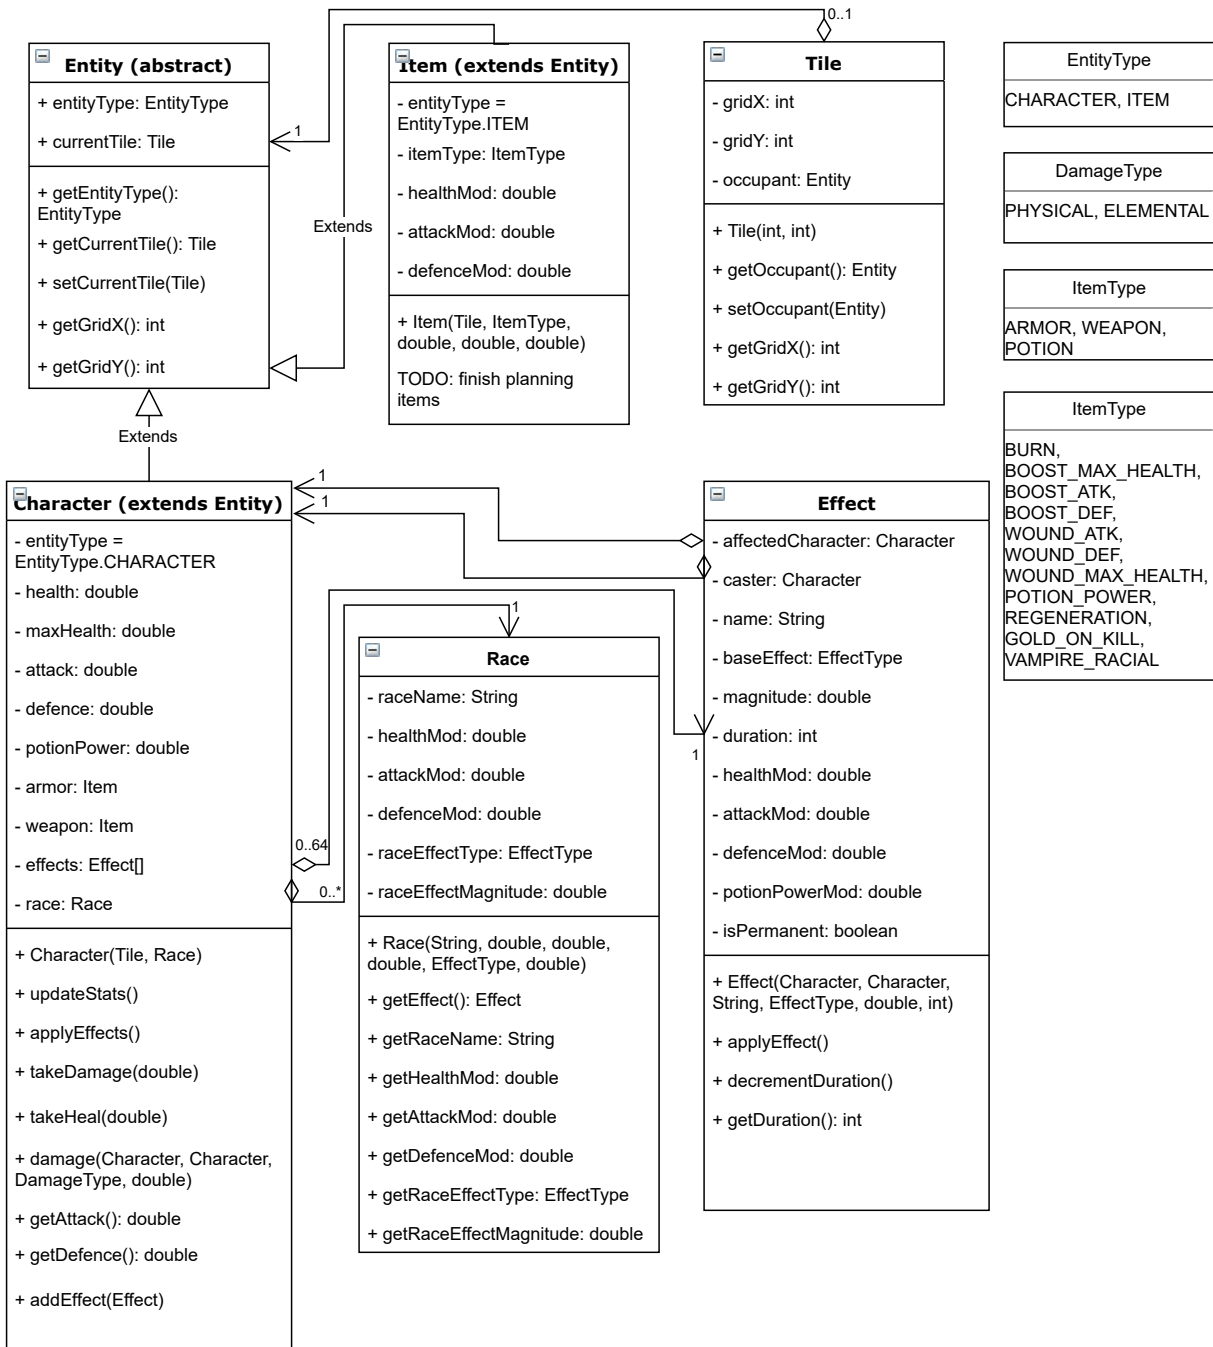 Entity (abstract)
+ entityType: EntityType
+ currentTile: Tile
+ getEntityType():
EntityType
+ getCurrentTile(): Tile
+ setCurrentTile(Tile)
+ getGridX(): int
+ getGridY(): int
1
Extends
Extends
Item (extends Entity)
- entityType =
EntityType.ITEM
- itemType: ItemType
- healthMod: double
- attackMod: double
- defenceMod: double
+ Item(Tile, ItemType,
double, double, double)
TODO: finish planning
items
0..1
Tile
- gridX: int
- gridY: int
- occupant: Entity
+ Tile(int, int)
+ getOccupant(): Entity
+ setOccupant(Entity)
+ getGridX(): int
+ getGridY(): int
EntityType
CHARACTER, ITEM
DamageType
PHYSICAL, ELEMENTAL
ItemType
ARMOR, WEAPON,
POTION
ItemType
BURN,
BOOST_MAX_HEALTH,
BOOST_ATK,
BOOST_DEF,
WOUND_ATK,
WOUND_DEF,
WOUND_MAX_HEALTH,
POTION_POWER,
REGENERATION,
GOLD_ON_KILL,
VAMPIRE_RACIAL
Character (extends Entity)
- entityType =
EntityType.CHARACTER
- health: double
- maxHealth: double
- attack: double
- defence: double
- potionPower: double
- armor: Item
- weapon: Item
- effects: Effect[]
- race: Race
+ Character(Tile, Race)
+ updateStats()
+ applyEffects()
+ takeDamage(double)
+ takeHeal(double)
+ damage(Character, Character,
DamageType, double)
+ getAttack(): double
+ getDefence(): double
+ addEffect(Effect)
1
1
1
0..64
0..*
1
Race
- raceName: String
- healthMod: double
- attackMod: double
- defenceMod: double
- raceEffectType: EffectType
- raceEffectMagnitude: double
+ Race(String, double, double,
double, EffectType, double)
+ getEffect(): Effect
+ getRaceName: String
+ getHealthMod: double
+ getAttackMod: double
+ getDefenceMod: double
+ getRaceEffectType: EffectType
+ getRaceEffectMagnitude: double
Effect
- affectedCharacter: Character
- caster: Character
- name: String
- baseEffect: EffectType
- magnitude: double
- duration: int
- healthMod: double
- attackMod: double
- defenceMod: double
- potionPowerMod: double
- isPermanent: boolean
+ Effect(Character, Character,
String, EffectType, double, int)
+ applyEffect()
+ decrementDuration()
+ getDuration(): int